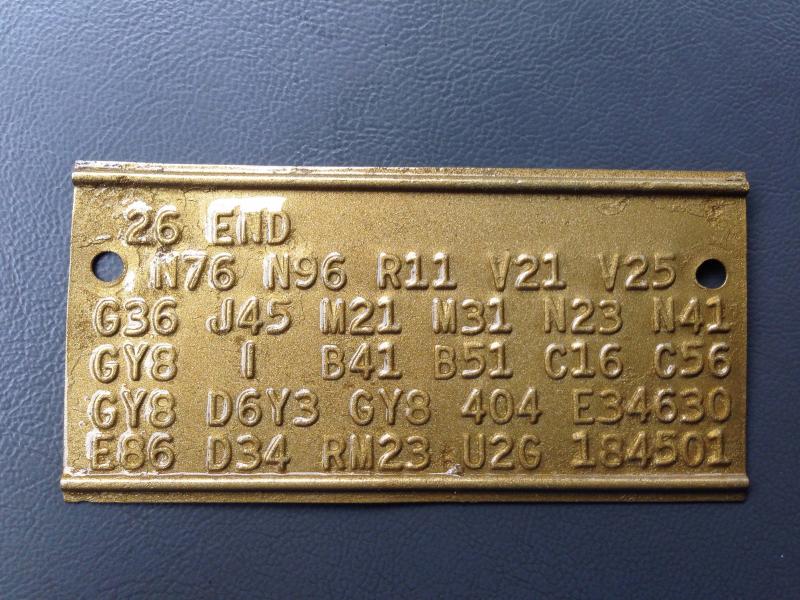 26 END
N76 N96 R11 V21 V25
G36 J45 M21 M31 N23 N41
GY8 1 B41 B51 C16 C56
GY8 D6Y3 GY8 404 E34630
E86 D34 RM23 U2G 184501